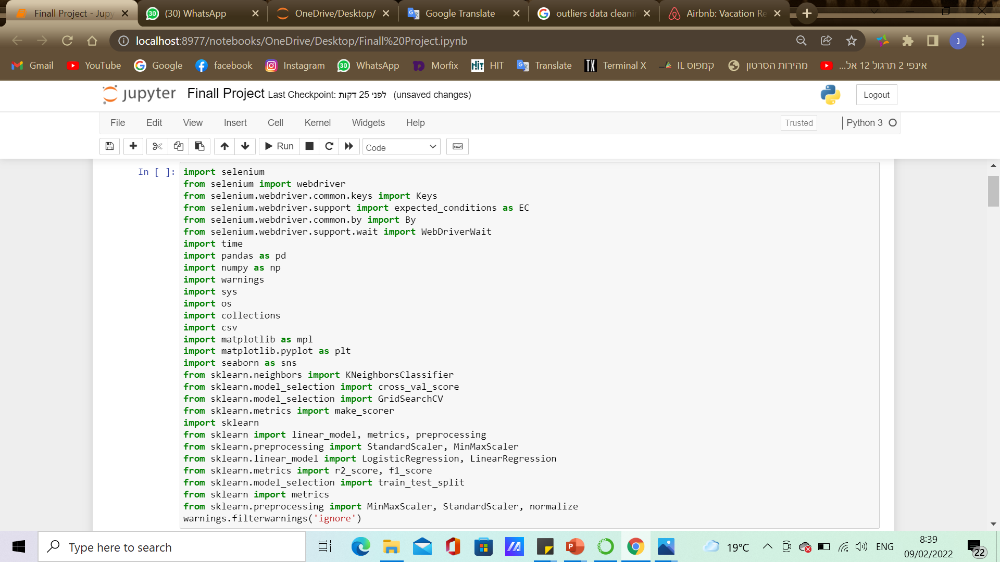 Finall Project - Jupy
(30) WhatsApp
OneDrive/Desktop/
Google Translate
outliers data cleani
Airbnb: Vacation Re
localhost:8977/notebooks/OneDrive/Desktop/Finall%20Project.ipynb
נ
Gmail
YouTube
Google
facebook
Instagram
30 WhatsApp
Morfix
HIT HIT
Translate
TX Terminal X
קמפוס IL
מהירות הסרטון
אינפי 2 תרגול 12 אל...
jupyter Finall Project Last Checkpoint: לפני 25 דקות (unsaved changes)
Logout
File Edit View Insert Cell Kernel Widgets Help
Trusted
Python 3
Run
Code
In [ ]:
import selenium
from selenium import webdriver
from selenium.webdriver.common.keys import Keys
from selenium.webdriver.support import expected_conditions as EC
from selenium.webdriver.common.by import By
from selenium.webdriver.support.wait import WebDriverWait
import time
import pandas as pd
import numpy as np
import warnings
import sys
import os
import collections
import csv
import matplotlib as mpl
import matplotlib.pyplot as plt
import seaborn as sns
from sklearn.neighbors import KNeighborsClassifier
from sklearn.model_selection import cross_val_score
from sklearn.model_selection import GridSearchCV
from sklearn.metrics import make_scorer
import sklearn
from sklearn import linear_model, metrics, preprocessing
from sklearn.preprocessing import StandardScaler, MinMaxScaler
from sklearn.linear_model import LogisticRegression, LinearRegression
from sklearn.metrics import r2_score, f1_score
from sklearn.model_selection import train_test_split
from sklearn import metrics
from sklearn.preprocessing import MinMaxScaler, StandardScaler, normalize
warnings.filterwarnings('ignore')
Type here to search
19°C
ENG
8:39
09/02/2022
22